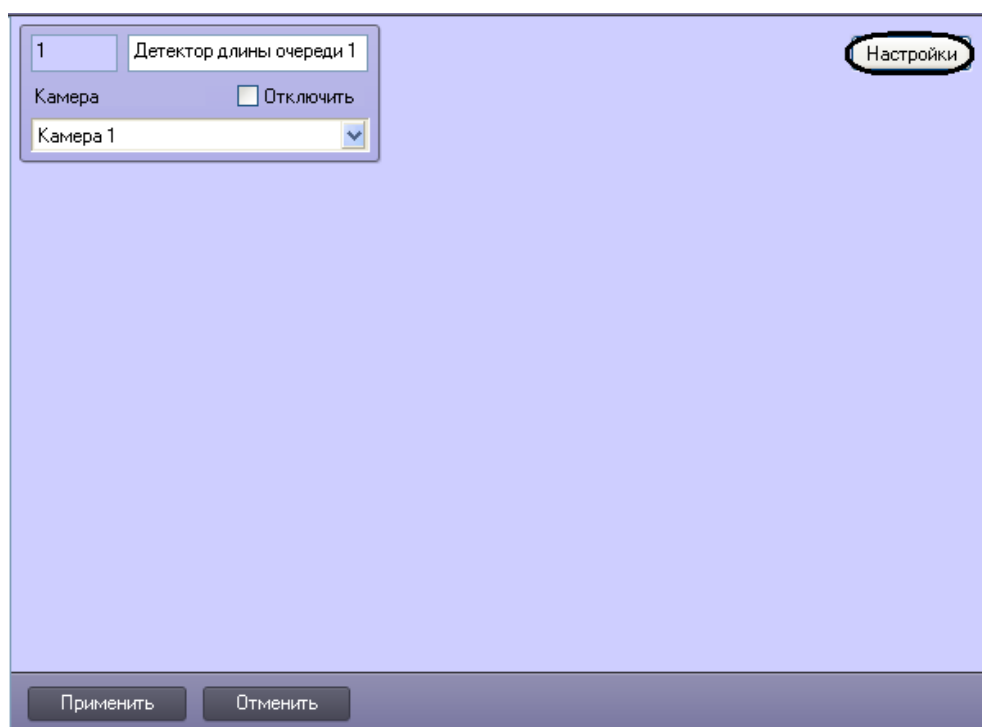 1
Детектор длины очереди 1
Настройки
Камера
Отключить
Камера 1
Применить
Отменить